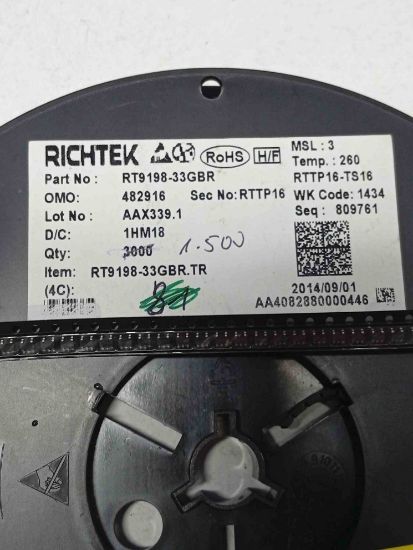 RICHTEK RoHS H/F MSL : 3
Temp. : 260
Part No : RT9198-33GBR RTTP16-TS16
OMO: 482916 Sec No: RTTP16 WK Code: 1434
Lot No : AAX339.1 Seq : 809761
D/C: 1HM18
Qty: 3000 1.500
Item: RT9198-33GBR.TR
(4C): 2014/09/01
AA4082880000446